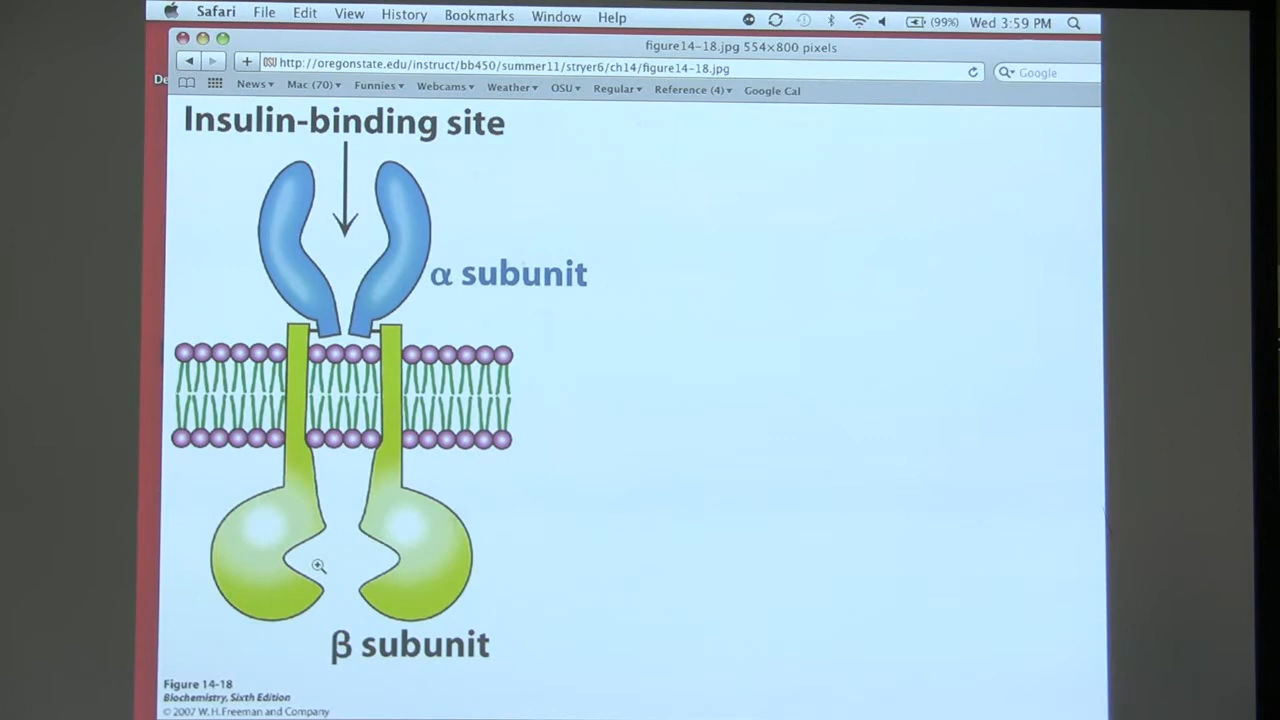 Safari File Edit View History Bookmarks Window Help (99%) Wed 3:59 PM
figure14-18.jpg 554×800 pixels
OSU http://oregonstate.edu/instruct/bb450/summer11/stryer6/ch14/figure14-18.jpg Google
De
News Mac (70) Funnies Webcams Weather OSU Regular Reference (4) Google Cal
Insulin-binding site
α subunit
β subunit
Figure 14-18
Biochemistry, Sixth Edition
© 2007 W. H. Freeman and Company